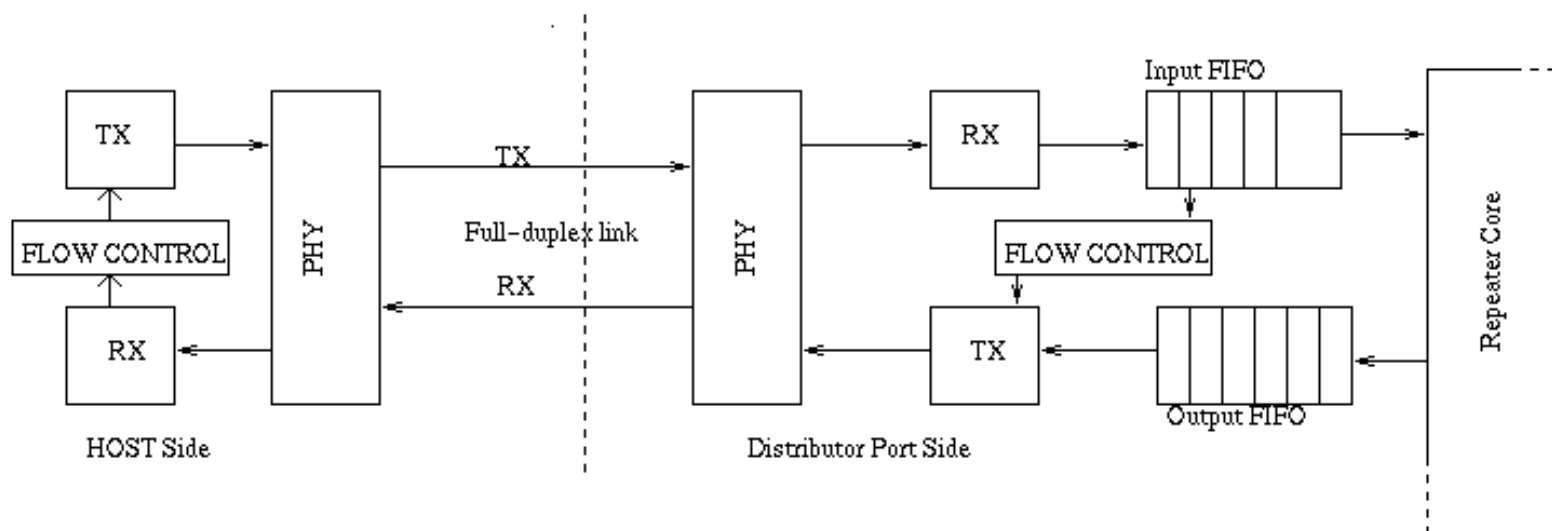 Input FIFO
TX
TX
RX
PHY
FLOW CONTROL
Full-duplex link
PHY
FLOW CONTROL
Repeater Core
RX
RX
TX
Output FIFO
HOST Side
Distributor Port Side